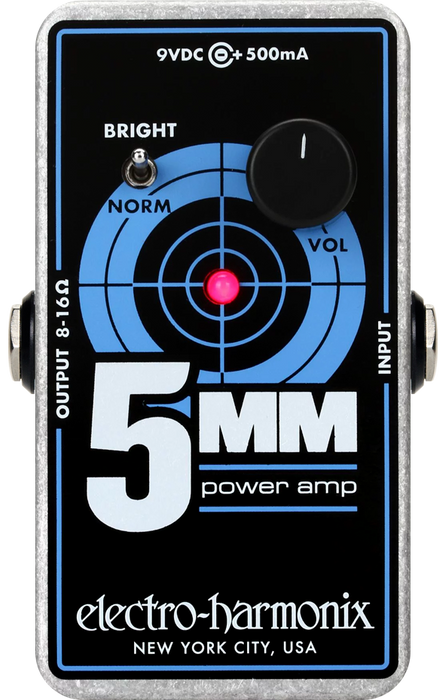 9VDC ⊖+ 500mA
BRIGHT
NORM
VOL
OUTPUT 8-16Ω
INPUT
5MM
power amp
electro-harmonix
NEW YORK CITY, USA